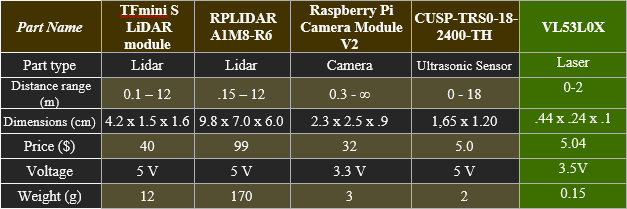 Part Name TFmini S LiDAR module RPLIDAR A1M8-R6 Raspberry Pi Camera Module V2 CUSP-TRS0-18-2400-TH VL53L0X
Part type Lidar Lidar Camera Ultrasonic Sensor Laser
Distance range (m) 0.1 – 12 .15 – 12 0.3 - ∞ 0 - 18 0-2
Dimensions (cm) 4.2 x 1.5 x 1.6 9.8 x 7.0 x 6.0 2.3 x 2.5 x .9 1,65 x 1.20 .44 x .24 x .1
Price ($) 40 99 32 5.0 5.04
Voltage 5 V 5 V 3.3 V 5 V 3.5V
Weight (g) 12 170 3 2 0.15